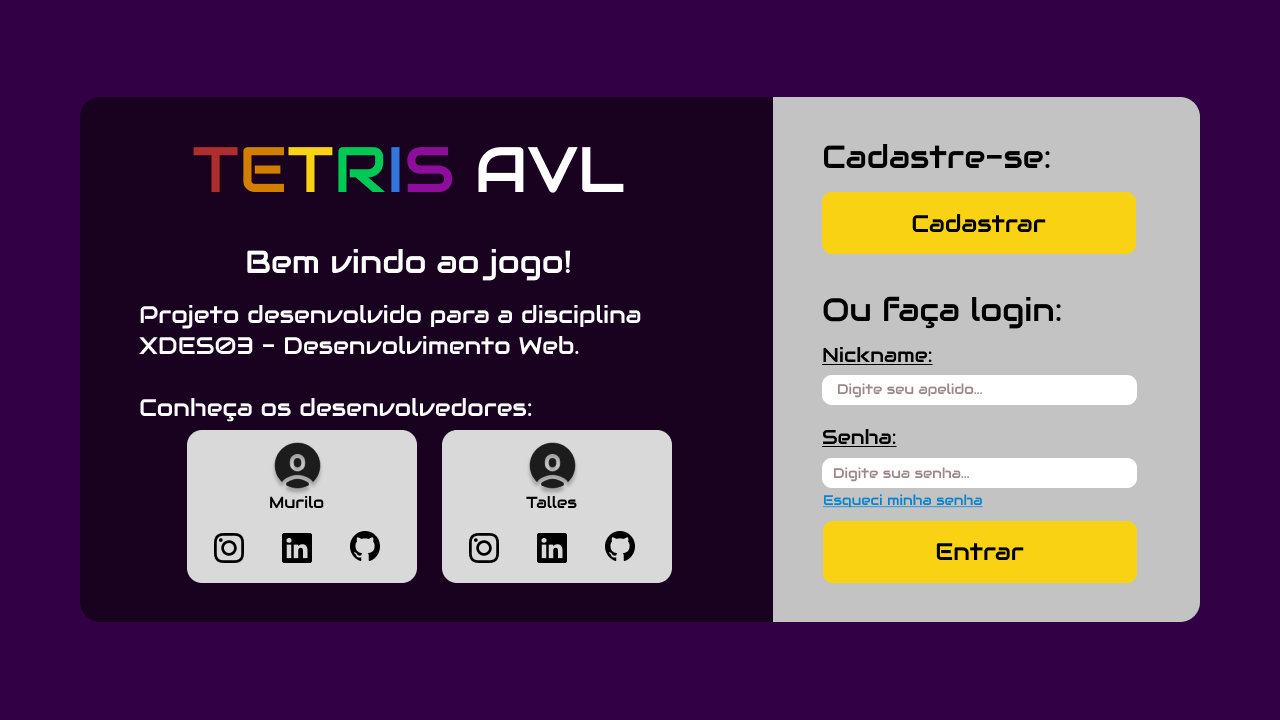 TETRIS AVL
Bem vindo ao jogo!
Projeto desenvolvido para a disciplina
XDES03 - Desenvolvimento Web.
Conheça os desenvolvedores:
Murilo
Talles
Cadastre-se:
Cadastrar
Ou faça login:
Nickname:
Digite seu apelido...
Senha:
Digite sua senha...
Esqueci minha senha
Entrar